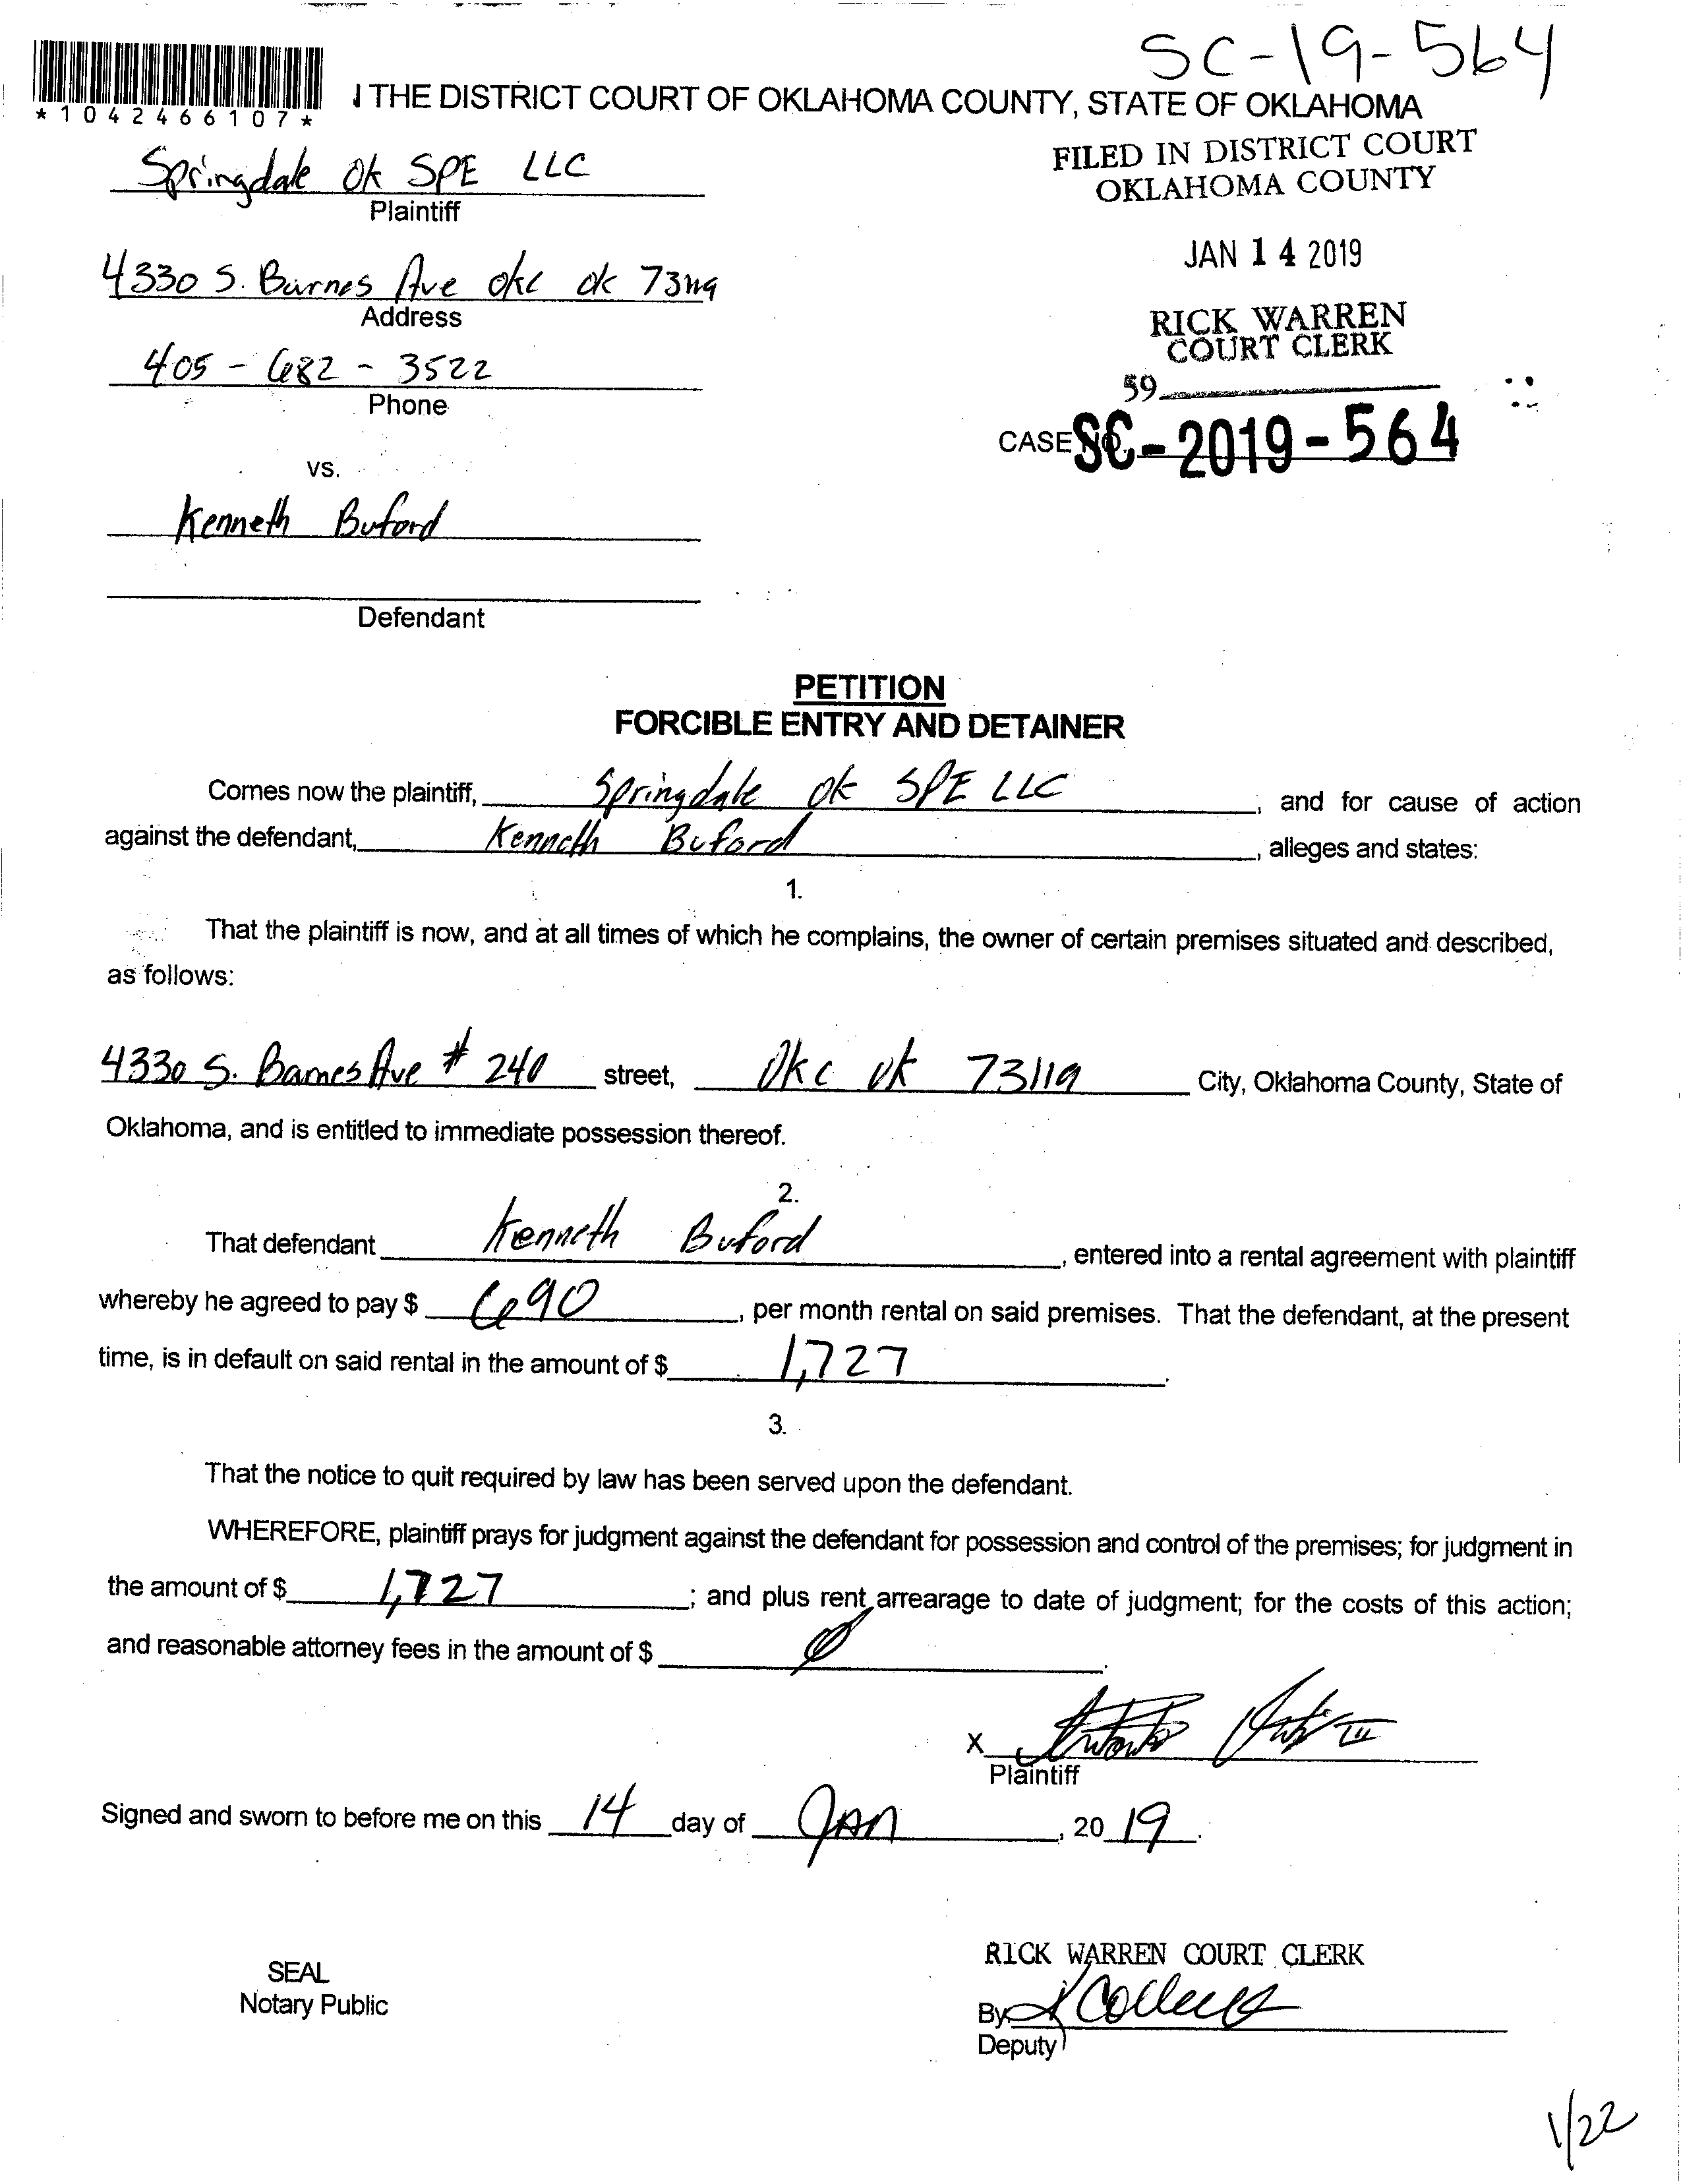 SC-19-564
*1042466107*
THE DISTRICT COURT OF OKLAHOMA COUNTY, STATE OF OKLAHOMA
FILED IN DISTRICT COURT
OKLAHOMA COUNTY
Springdale OK SPE LLC
Plaintiff
JAN 14 2019
4330 S. Barnes Ave okc ok 73119
Address
RICK WARREN
COURT CLERK
405-682-3522
Phone
59
CASE NO. SC-2019-564
VS.
Kenneth Buford
Defendant
PETITION
FORCIBLE ENTRY AND DETAINER
Comes now the plaintiff, Springdale ok SPE LLC, and for cause of action
against the defendant, Kenneth Buford, alleges and states:
1.
That the plaintiff is now, and at all times of which he complains, the owner of certain premises situated and described,
as follows:
4330 S. Barnes Ave # 240 street, Okc ok 73119 City, Oklahoma County, State of
Oklahoma, and is entitled to immediate possession thereof.
2.
That defendant Kenneth Buford, entered into a rental agreement with plaintiff
whereby he agreed to pay $ 690, per month rental on said premises. That the defendant, at the present
time, is in default on said rental in the amount of $ 1,727.
3.
That the notice to quit required by law has been served upon the defendant.
WHEREFORE, plaintiff prays for judgment against the defendant for possession and control of the premises; for judgment in
the amount of $ 1,727; and plus rent arrearage to date of judgment; for the costs of this action;
and reasonable attorney fees in the amount of $ Ø.
X III
Plaintiff
Signed and sworn to before me on this 14 day of Jan, 2019.
RICK WARREN COURT CLERK
SEAL
Notary Public
By
Deputy
1/22